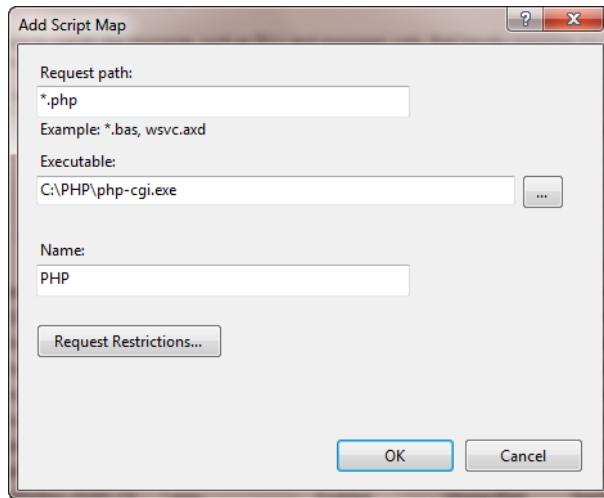 Add Script Map
?
Request path:
*.php
Example: *.bas, wsvc.axd
Executable:
C:\PHP\php-cgi.exe
...
Name:
PHP
Request Restrictions...
OK
Cancel